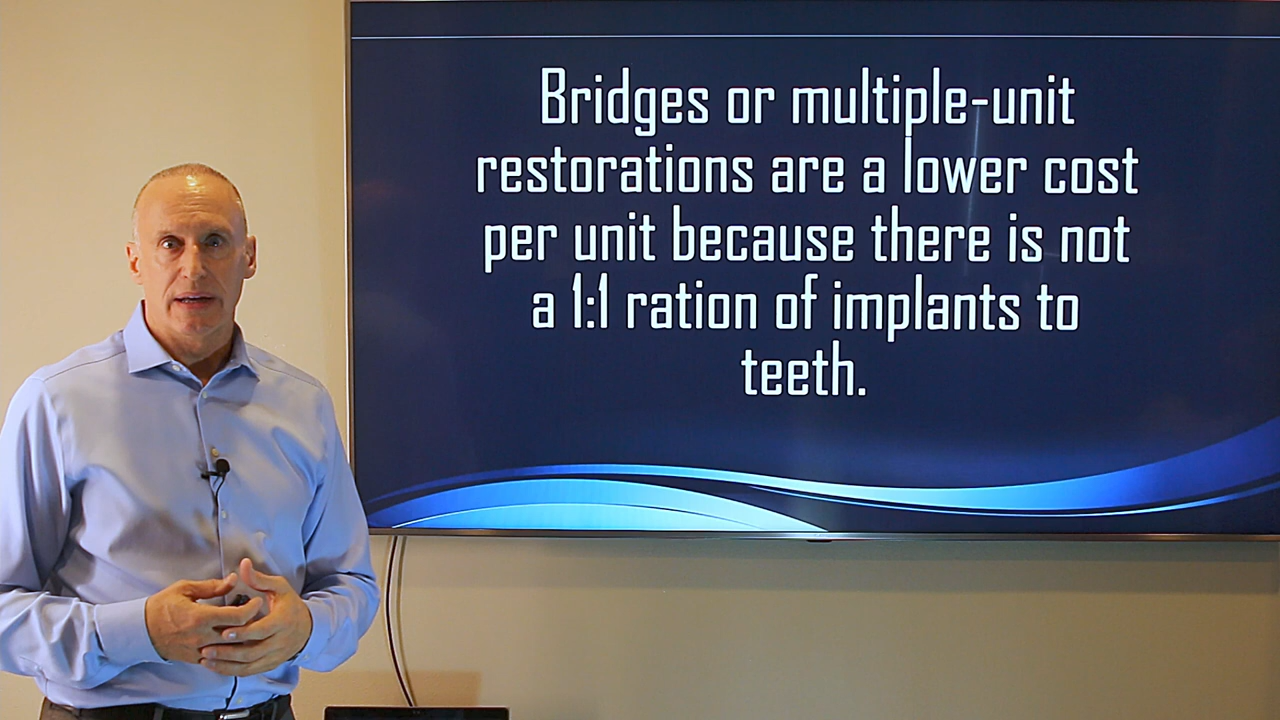 Bridges or multiple-unit
restorations are a lower cost
per unit because there is not
a 1:1 ration of implants to
teeth.